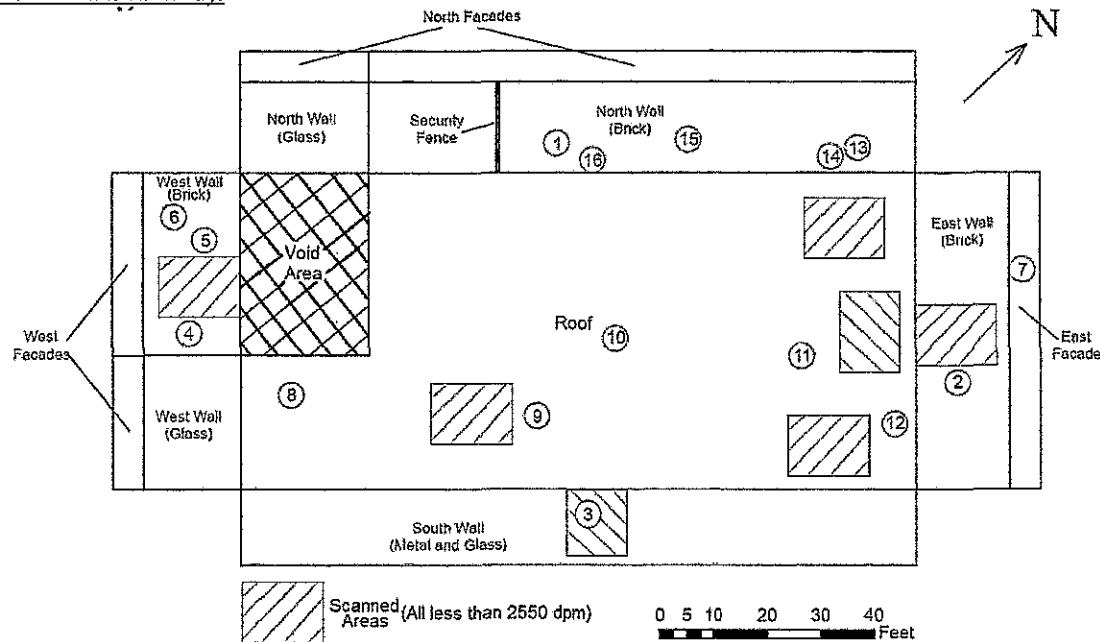 North Facades
N
North Wall
(Glass)
Security
Fence
North Wall
(Brick)
1
16
15
14
13
West Wall
(Brick)
6
5
4
Void
Area
East Wall
(Brick)
7
Roof
10
11
2
West
Facades
East
Facade
8
9
12
West Wall
(Glass)
3
South Wall
(Metal and Glass)
Scanned
Areas
(All less than 2550 dpm)
0 5 10 20 30 40
Feet